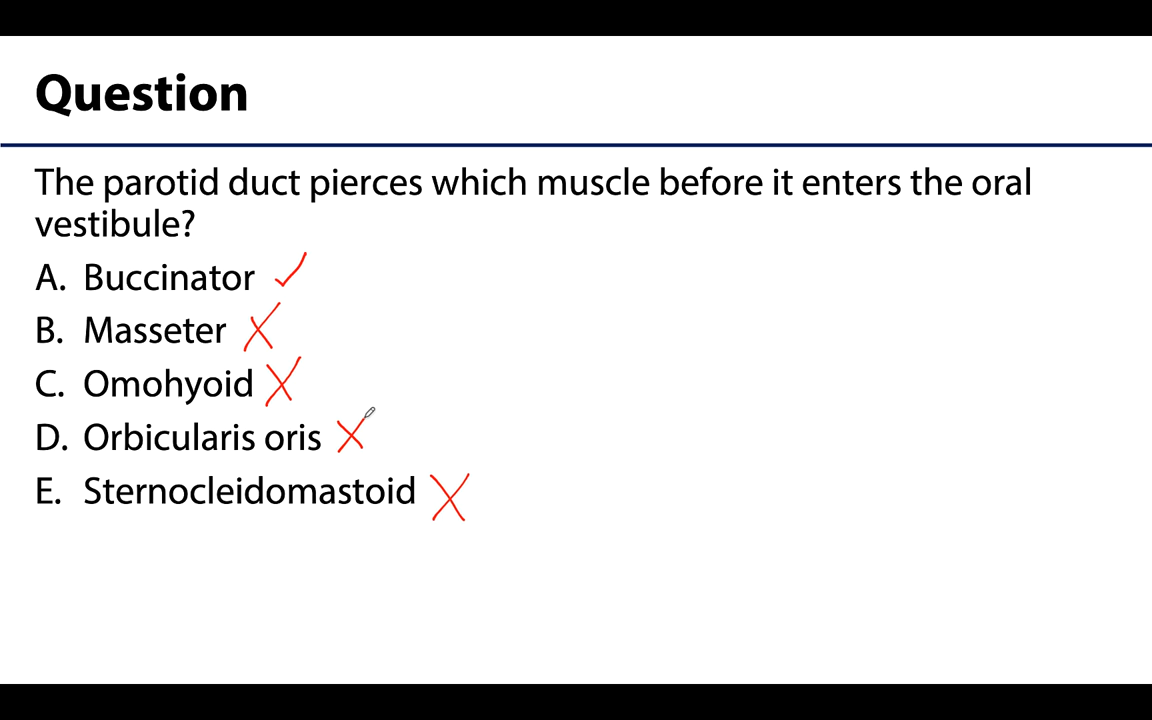 Question
The parotid duct pierces which muscle before it enters the oral
vestibule?
A. Buccinator
B. Masseter
C. Omohyoid
D. Orbicularis oris
E. Sternocleidomastoid